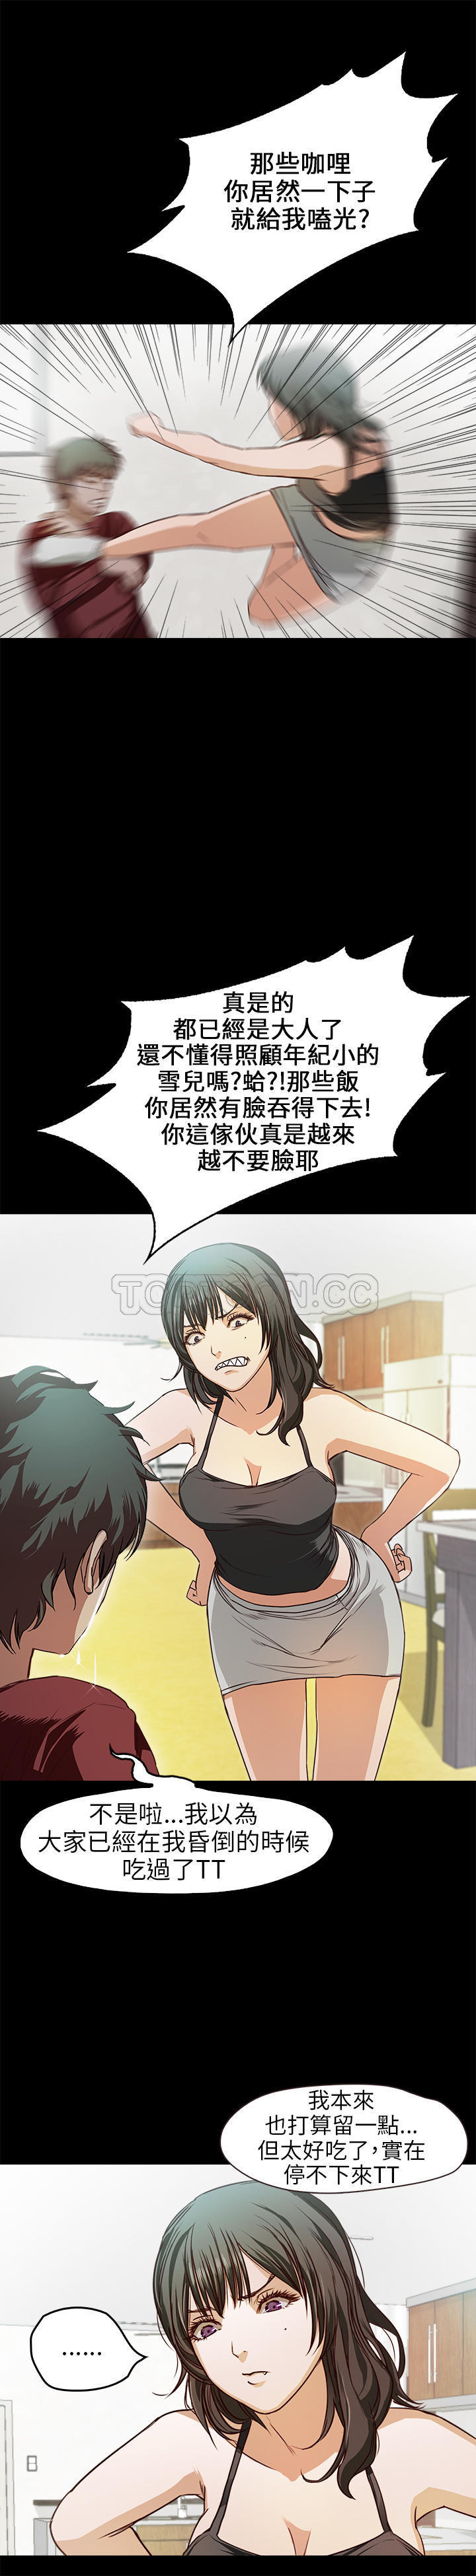 那些咖哩
你居然一下子
就給我嗑光?
真是的
都已經是大人了
還不懂得照顧年紀小的
雪兒嗎?蛤?!那些飯
你居然有臉吞得下去!
你這傢伙真是越來
越不要臉耶
TOPTOON.CC
不是啦...我以為
大家已經在我昏倒的時候
吃過了TT
我本來
也打算留一點...
但太好吃了,實在
停不下來TT
......